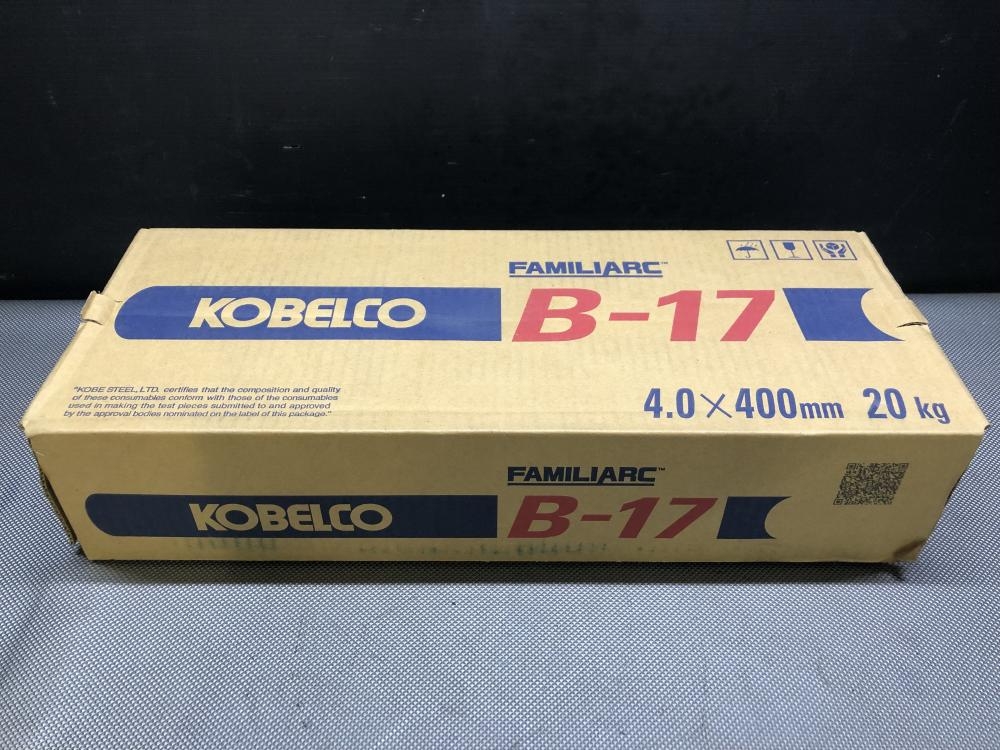 FAMILIARC™
KOBELCO B-17
"KOBE STEEL, LTD. certifies that the composition and quality
of these consumables conform with those of the consumables
used in making the test pieces submitted to and approved
by the approval bodies nominated on the label of this package."
4.0×400mm 20 kg
FAMILIARC™
KOBELCO B-17